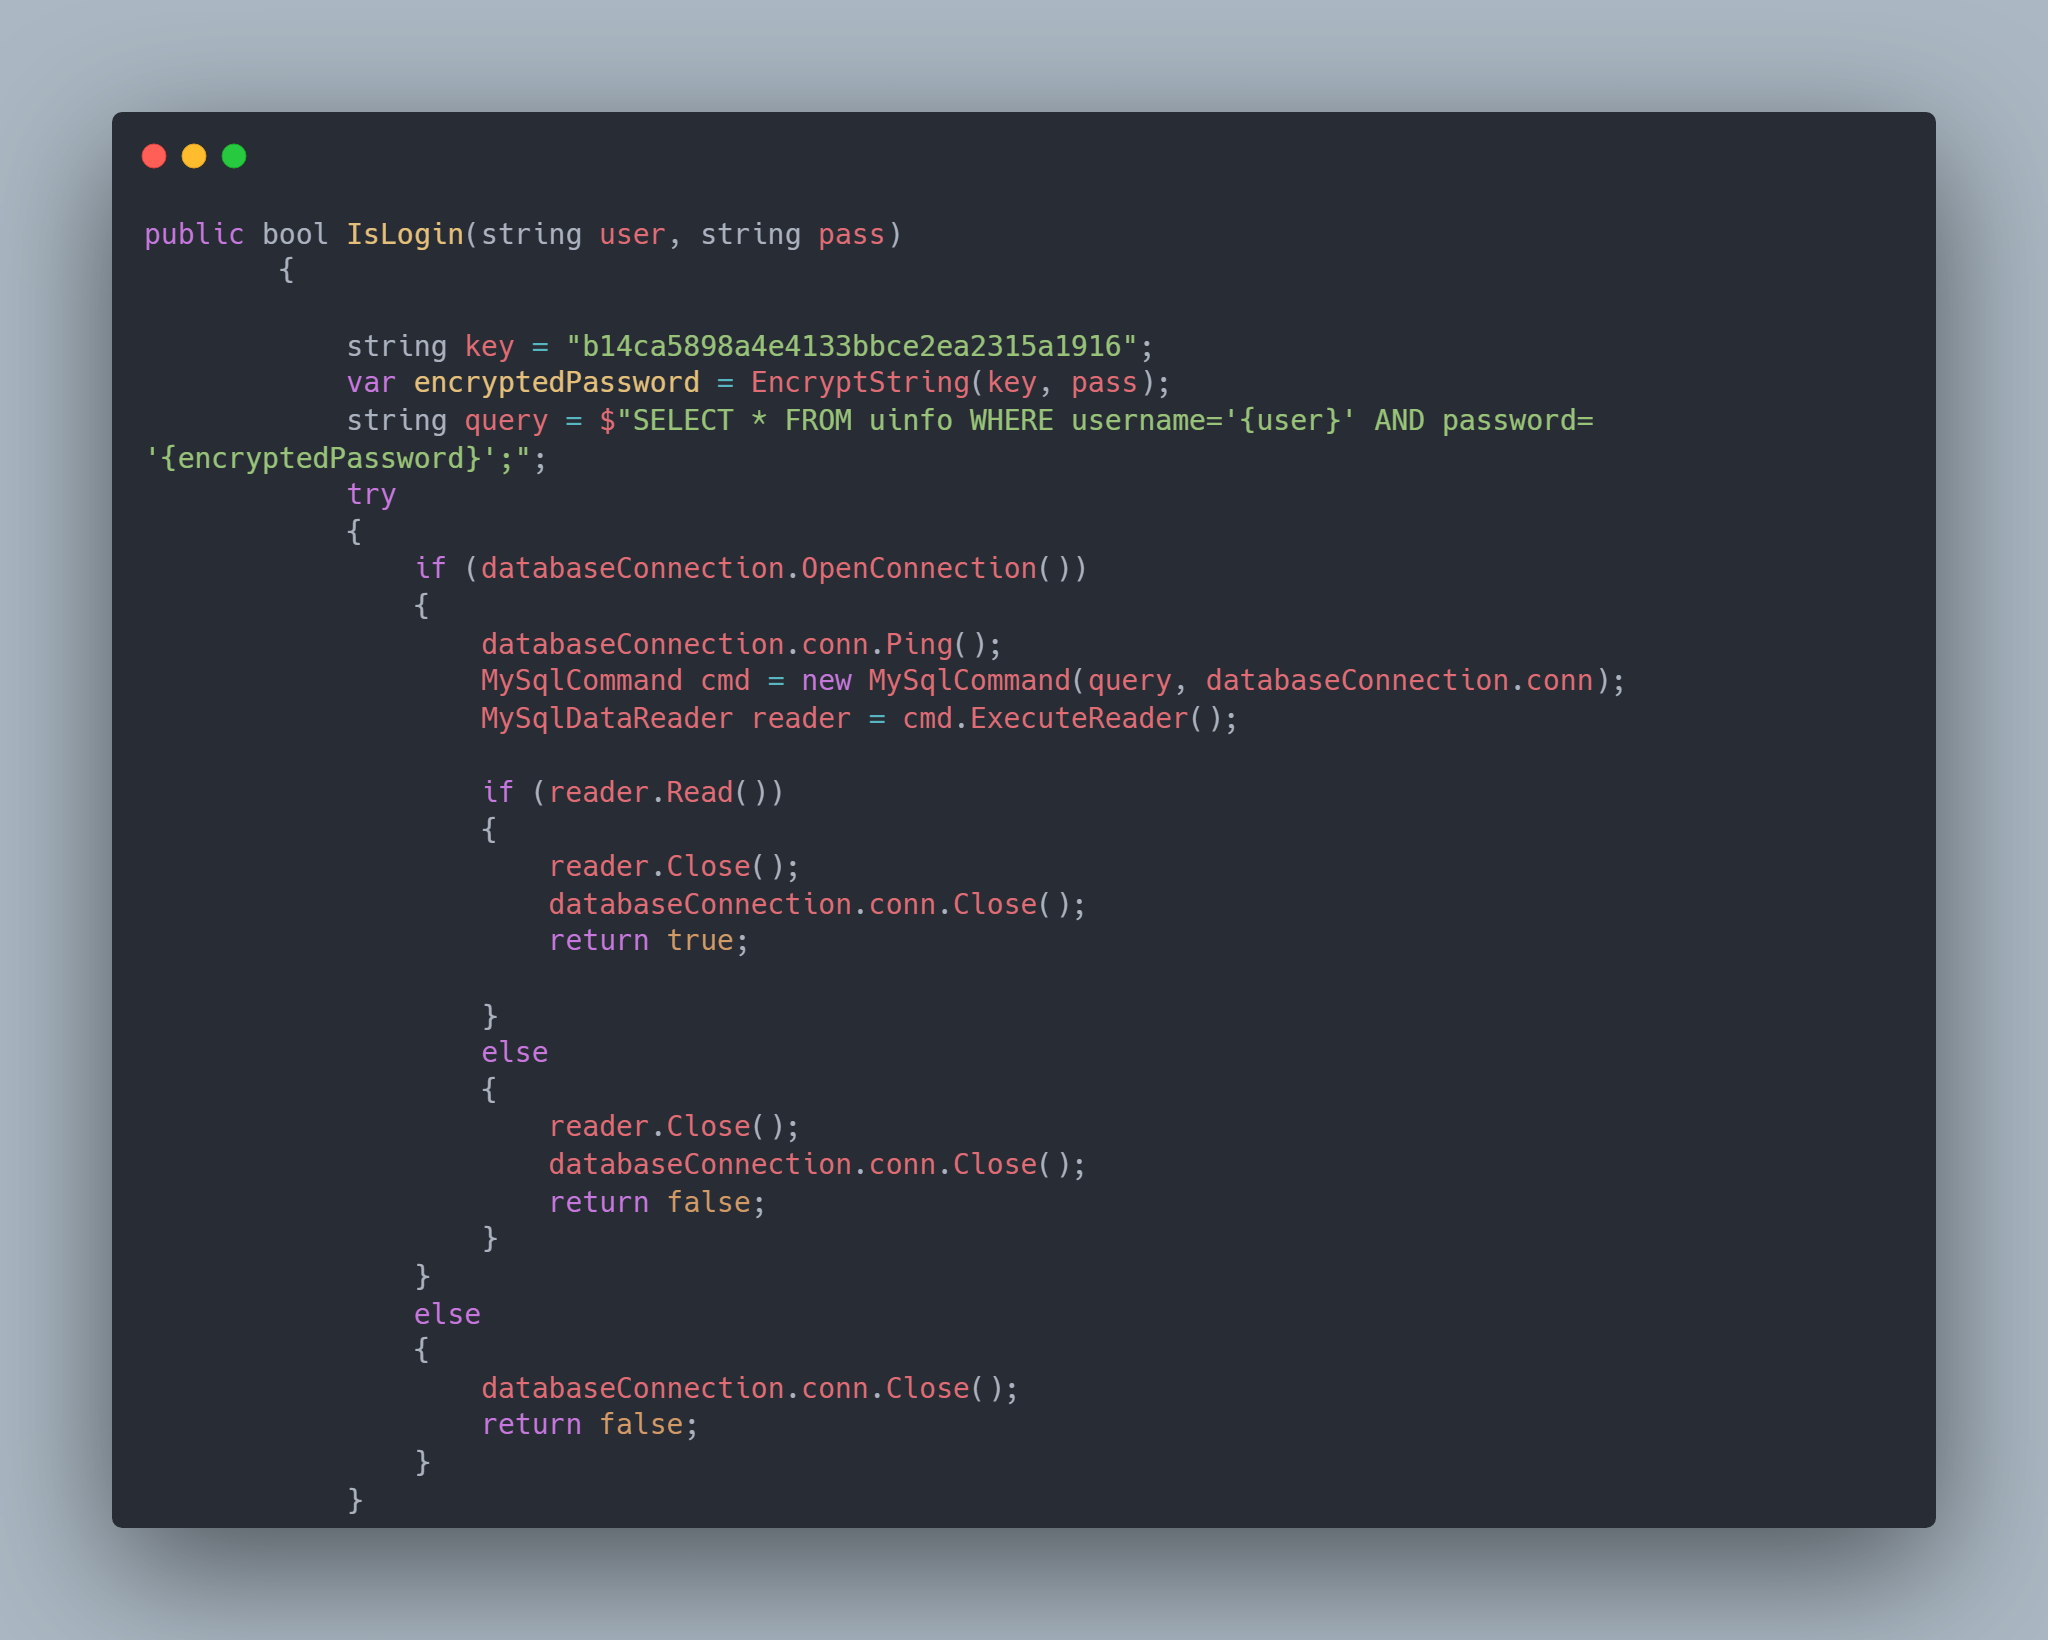 public bool IsLogin(string user, string pass)
{
string key = "b14ca5898a4e4133bbce2ea2315a1916";
var encryptedPassword = EncryptString(key, pass);
string query = $"SELECT * FROM uinfo WHERE username='{user}' AND password=
'{encryptedPassword}';";
try
{
if (databaseConnection.OpenConnection())
{
databaseConnection.conn.Ping();
MySqlCommand cmd = new MySqlCommand(query, databaseConnection.conn);
MySqlDataReader reader = cmd.ExecuteReader();
if (reader.Read())
{
reader.Close();
databaseConnection.conn.Close();
return true;
}
else
{
reader.Close();
databaseConnection.conn.Close();
return false;
}
}
else
{
databaseConnection.conn.Close();
return false;
}
}